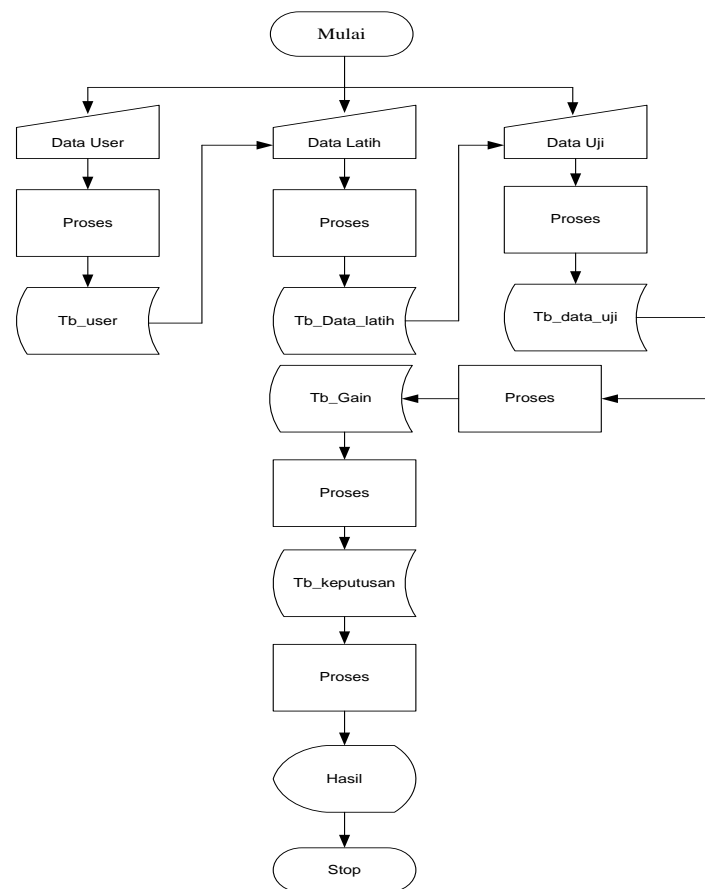 Mulai
Data User
Data Latih
Data Uji
Proses
Proses
Proses
Tb_user
Tb_Data_latih
Tb_data_uji
Tb_Gain
Proses
Proses
Tb_keputusan
Proses
Hasil
Stop